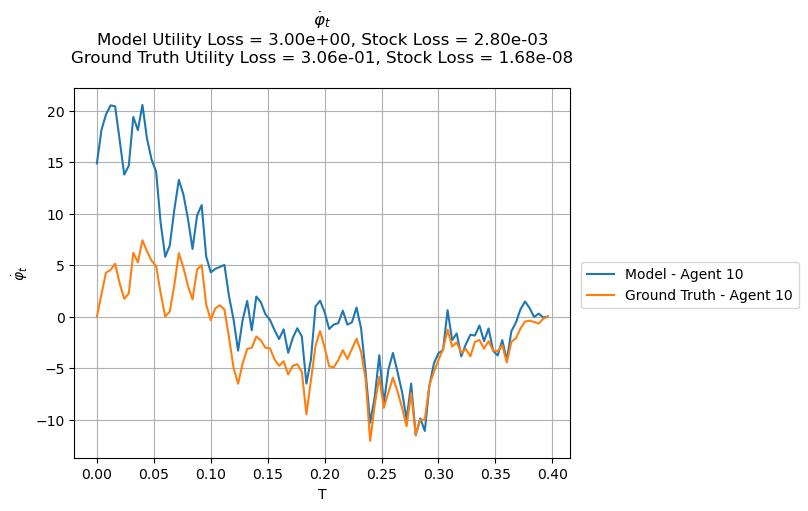 φ̇ₜ
Model Utility Loss = 3.00e+00, Stock Loss = 2.80e-03
Ground Truth Utility Loss = 3.06e-01, Stock Loss = 1.68e-08
φ̇ₜ
20
15
10
5
0
−5
−10
0.00 0.05 0.10 0.15 0.20 0.25 0.30 0.35 0.40
T
Model - Agent 10
Ground Truth - Agent 10